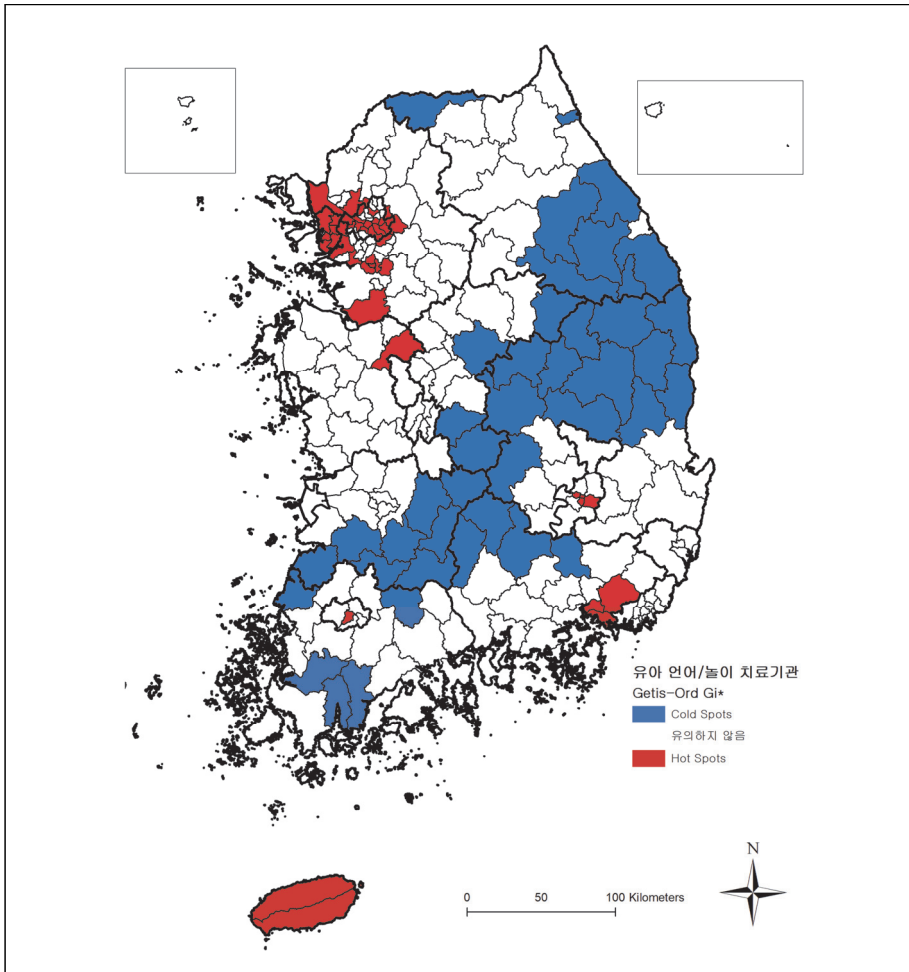 유아 언어/놀이 치료기관
Getis-Ord Gi*
Cold Spots
유의하지 않음
Hot Spots
N
0 50 100 Kilometers